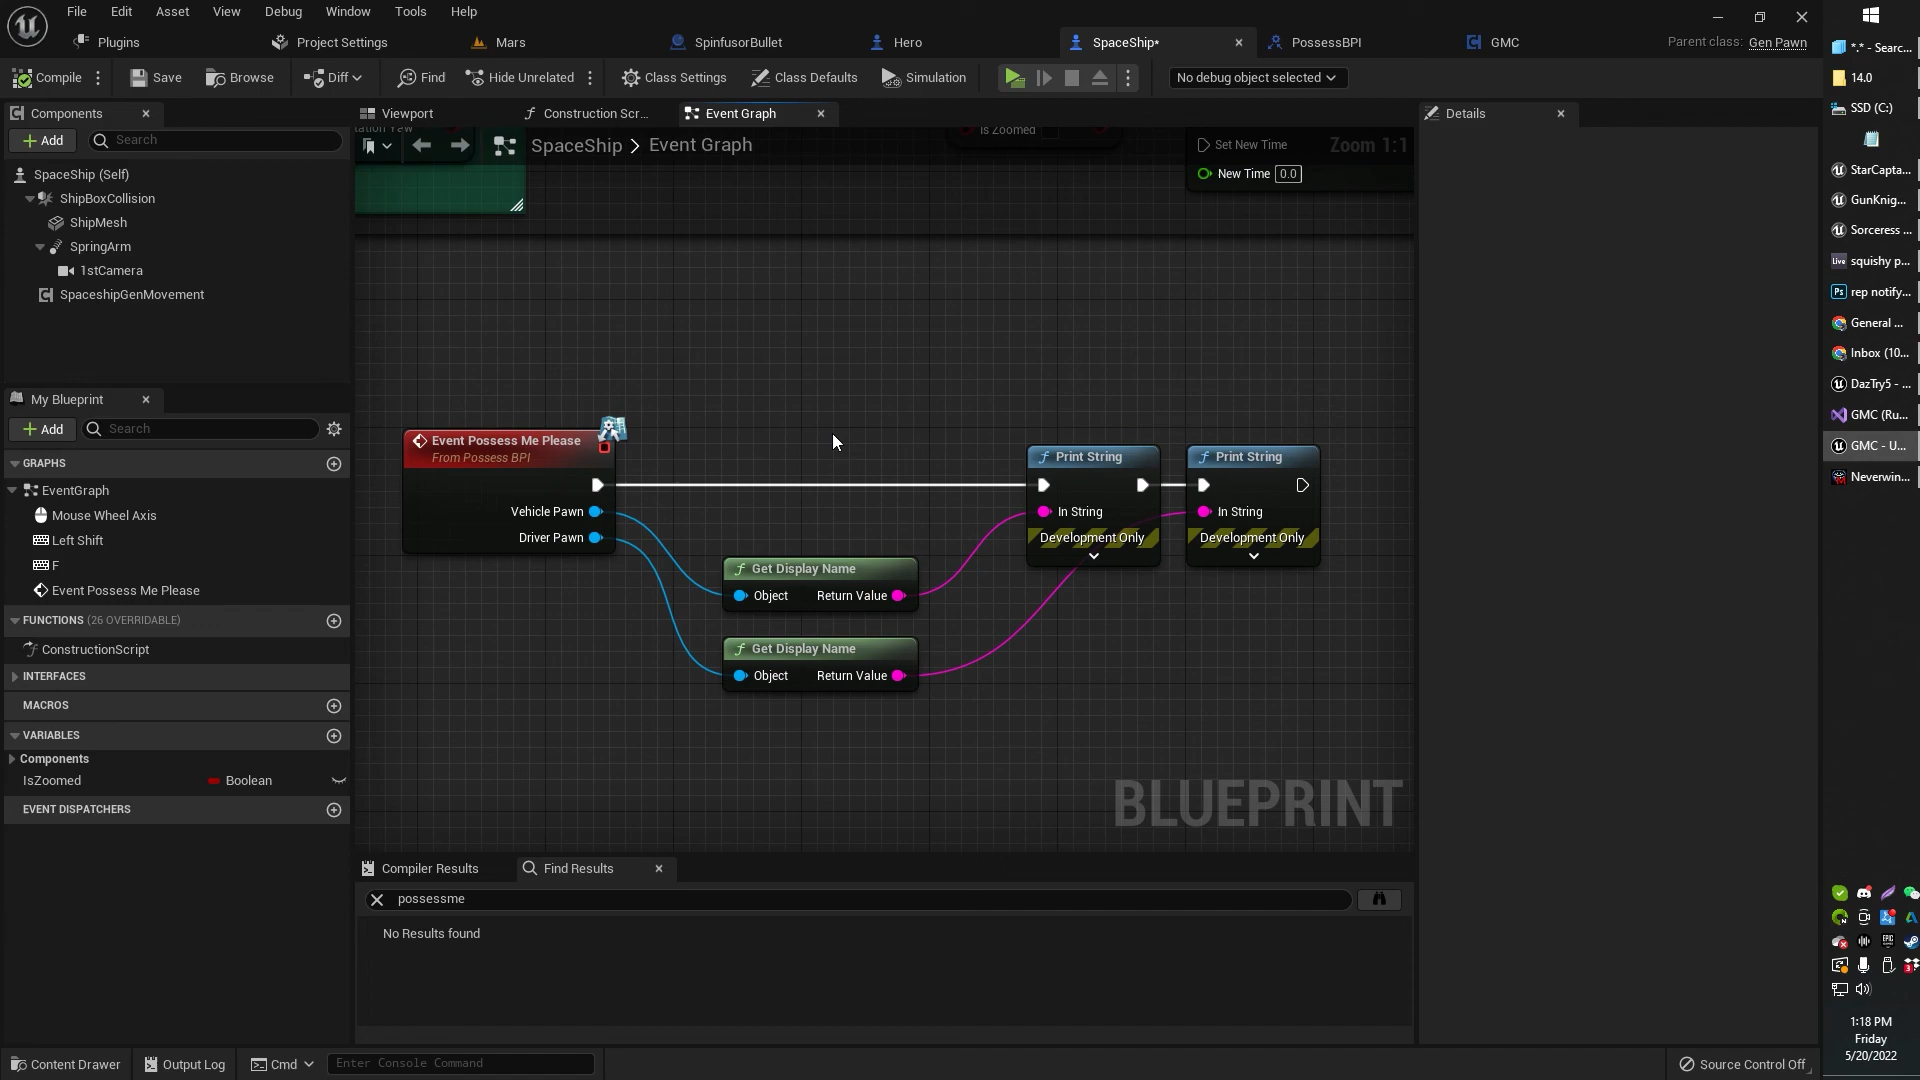 File Edit Asset View Debug Window Tools Help
Plugins Project Settings Mars SpinfusorBullet Hero SpaceShip* PossessBPI GMC Parent class: Gen Pawn
Compile Save Browse Diff Find Hide Unrelated Class Settings Class Defaults Simulation No debug object selected
Components
Add Search
SpaceShip (Self)
ShipBoxCollision
ShipMesh
SpringArm
1stCamera
SpaceshipGenMovement
My Blueprint
Add Search
GRAPHS
EventGraph
Mouse Wheel Axis
Left Shift
F
Event Possess Me Please
FUNCTIONS (26 OVERRIDABLE)
ConstructionScript
INTERFACES
MACROS
VARIABLES
Components
IsZoomed Boolean
EVENT DISPATCHERS
Viewport Construction Scr... Event Graph
SpaceShip > Event Graph
Is Zoomed
Set New Time
New Time 0.0
Zoom 1:1
Event Possess Me Please
From Possess BPI
Vehicle Pawn
Driver Pawn
Get Display Name
Object Return Value
Get Display Name
Object Return Value
Print String
In String
Development Only
Print String
In String
Development Only
BLUEPRINT
Compiler Results Find Results
possessme
No Results found
Details
Content Drawer Output Log Cmd Enter Console Command Source Control Off
*.* - Searc...
14.0
SSD (C:)
StarCapta...
GunKnig...
Sorceress ...
squishy p...
rep notify...
General ...
Inbox (10...
DazTry5 - ...
GMC (Ru...
GMC - U...
Neverwin...
1:18 PM
Friday
5/20/2022